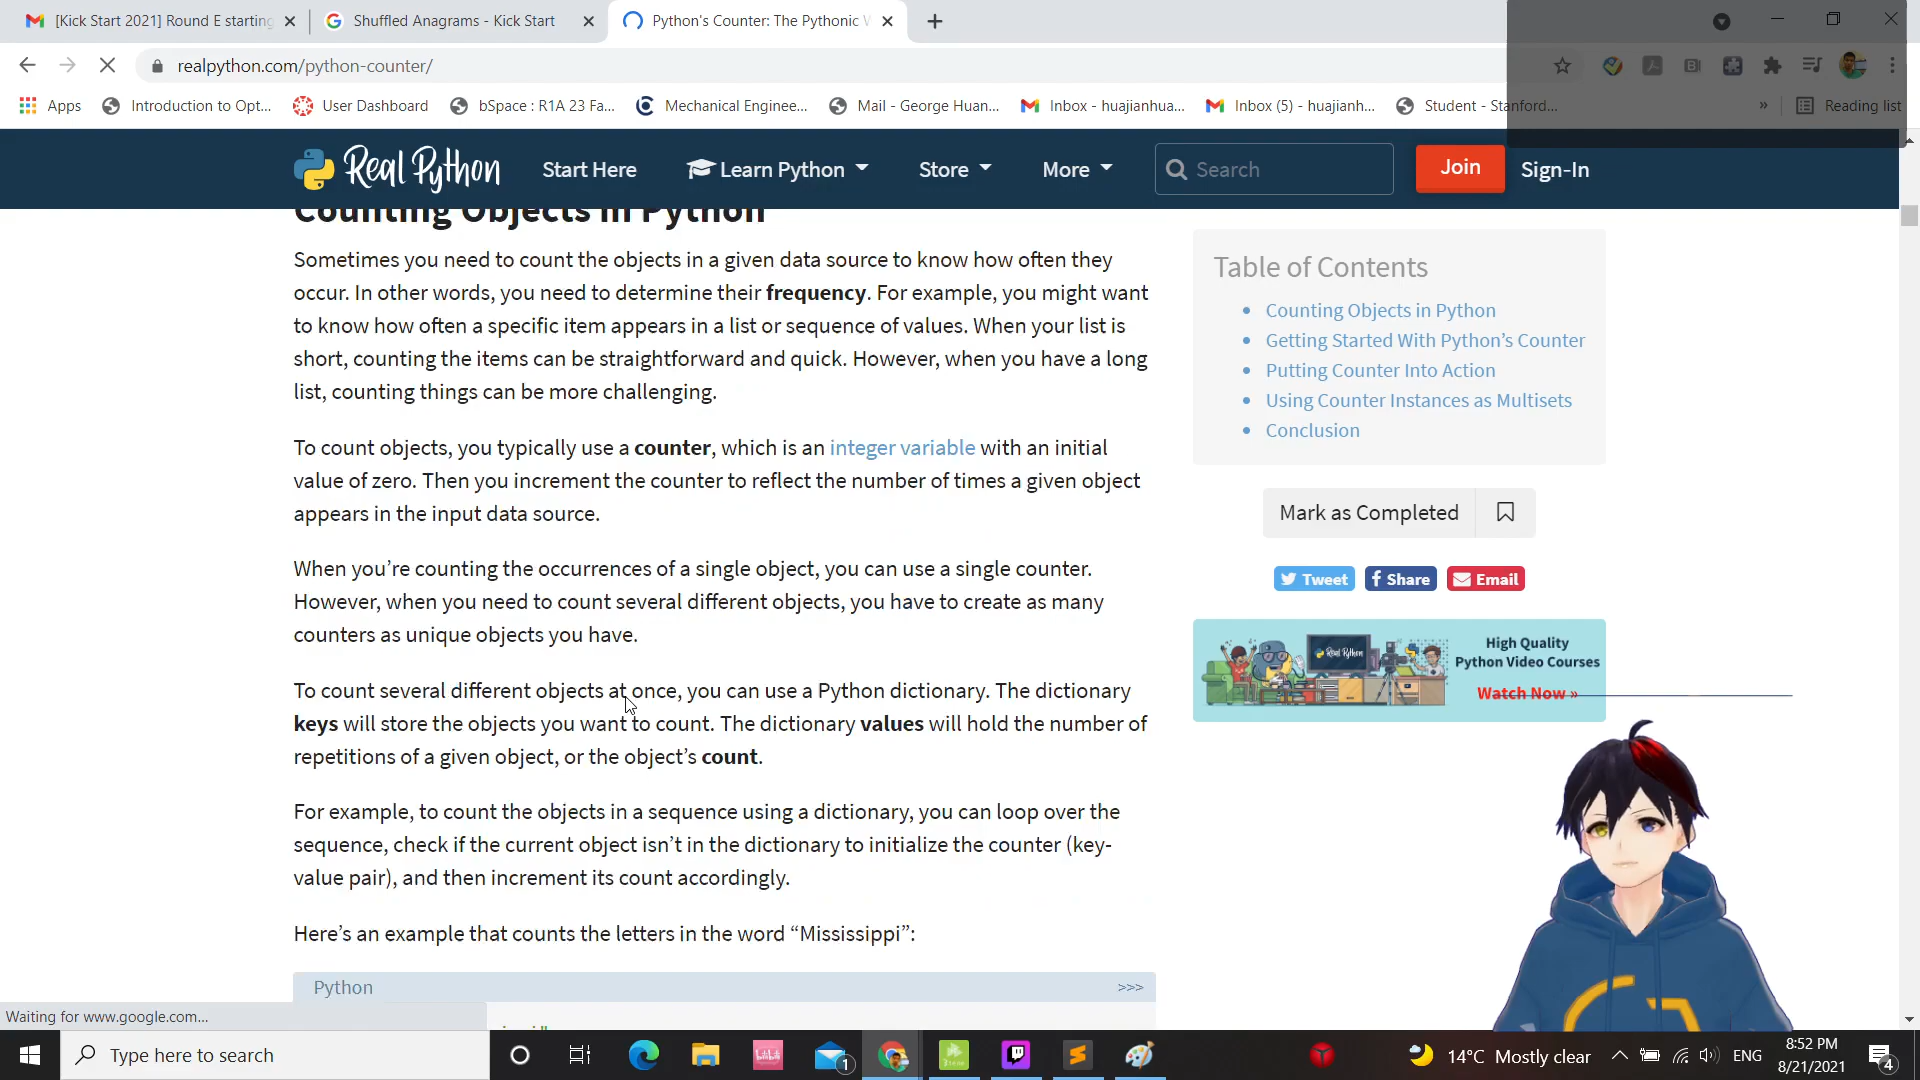 [Kick Start 2021] Round E starting
Shuffled Anagrams - Kick Start
Python's Counter: The Pythonic W
realpython.com/python-counter/
Apps
Introduction to Opt...
User Dashboard
bSpace : R1A 23 Fa...
Mechanical Enginee...
Mail - George Huan...
Inbox - huajianhua...
Inbox (5) - huajianh...
Student - Stanford...
»
Reading list
Real Python
Start Here
Learn Python
Store
More
Search
Join
Sign-In
Counting Objects in Python
Sometimes you need to count the objects in a given data source to know how often they
occur. In other words, you need to determine their frequency. For example, you might want
to know how often a specific item appears in a list or sequence of values. When your list is
short, counting the items can be straightforward and quick. However, when you have a long
list, counting things can be more challenging.
To count objects, you typically use a counter, which is an integer variable with an initial
value of zero. Then you increment the counter to reflect the number of times a given object
appears in the input data source.
When you’re counting the occurrences of a single object, you can use a single counter.
However, when you need to count several different objects, you have to create as many
counters as unique objects you have.
To count several different objects at once, you can use a Python dictionary. The dictionary
keys will store the objects you want to count. The dictionary values will hold the number of
repetitions of a given object, or the object’s count.
For example, to count the objects in a sequence using a dictionary, you can loop over the
sequence, check if the current object isn’t in the dictionary to initialize the counter (key-
value pair), and then increment its count accordingly.
Here’s an example that counts the letters in the word “Mississippi”:
Python
>>>
Table of Contents
Counting Objects in Python
Getting Started With Python’s Counter
Putting Counter Into Action
Using Counter Instances as Multisets
Conclusion
Mark as Completed
Tweet
Share
Email
Real Python
High Quality
Python Video Courses
Watch Now »
Waiting for www.google.com...
Type here to search
1
14°C Mostly clear
ENG
8:52 PM
8/21/2021
4